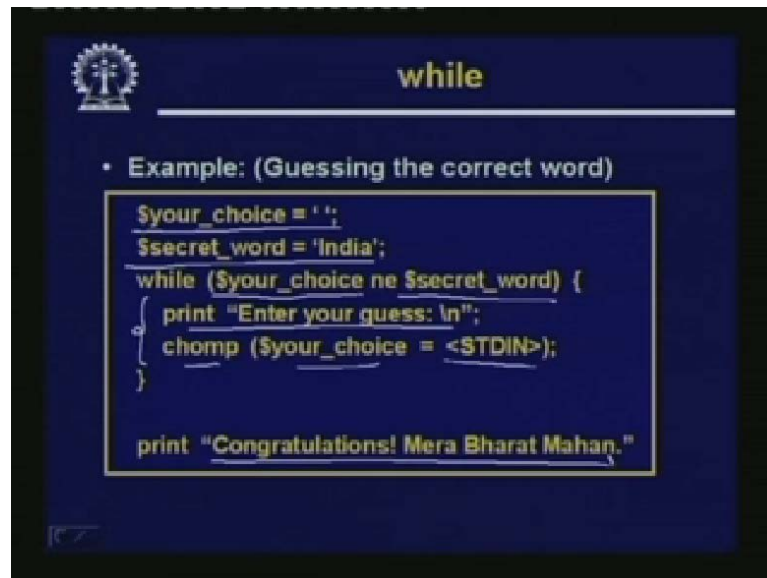 while
• Example: (Guessing the correct word)
$your_choice = ‘ ‘;
$secret_word = ‘India’;
while ($your_choice ne $secret_word) {
print “Enter your guess: \n”;
chomp ($your_choice = <STDIN>);
}
print “Congratulations! Mera Bharat Mahan.”